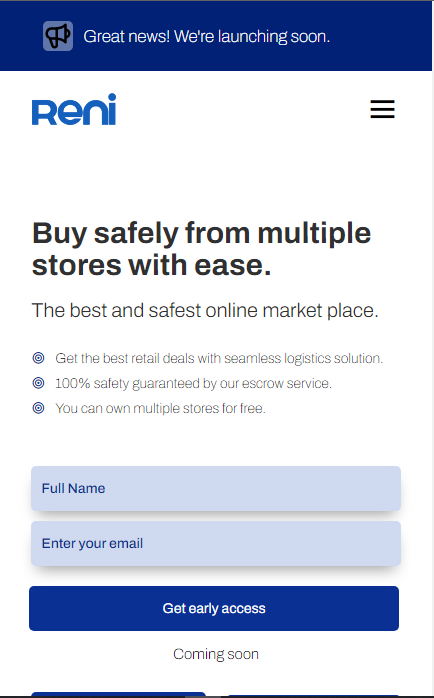 Great news! We're launching soon.
Reni
Buy safely from multiple
stores with ease.
The best and safest online market place.
Get the best retail deals with seamless logistics solution.
100% safety guaranteed by our escrow service.
You can own multiple stores for free.
Full Name
Enter your email
Get early access
Coming soon